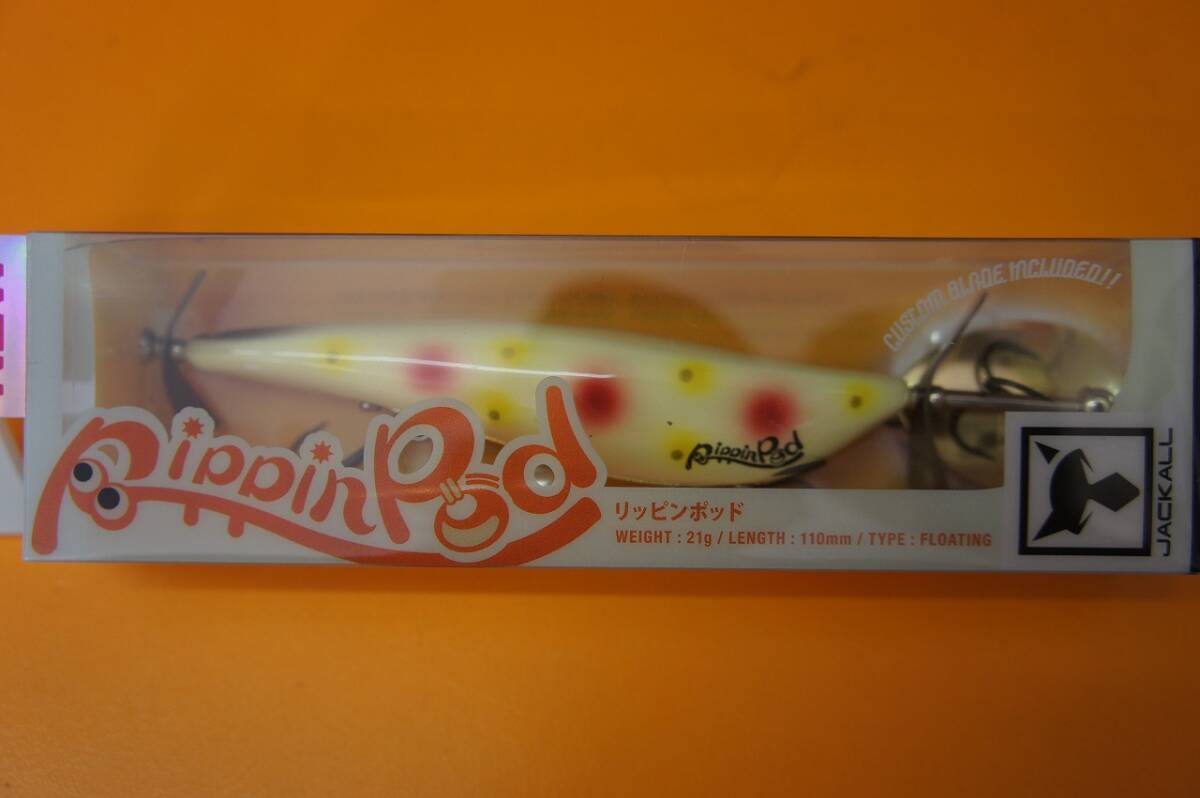 CUSTOM BLADE INCLUDED!!
RippinPod
RippinPod
リッピンポッド
WEIGHT : 21g / LENGTH : 110mm / TYPE : FLOATING
JACKALL
NEW